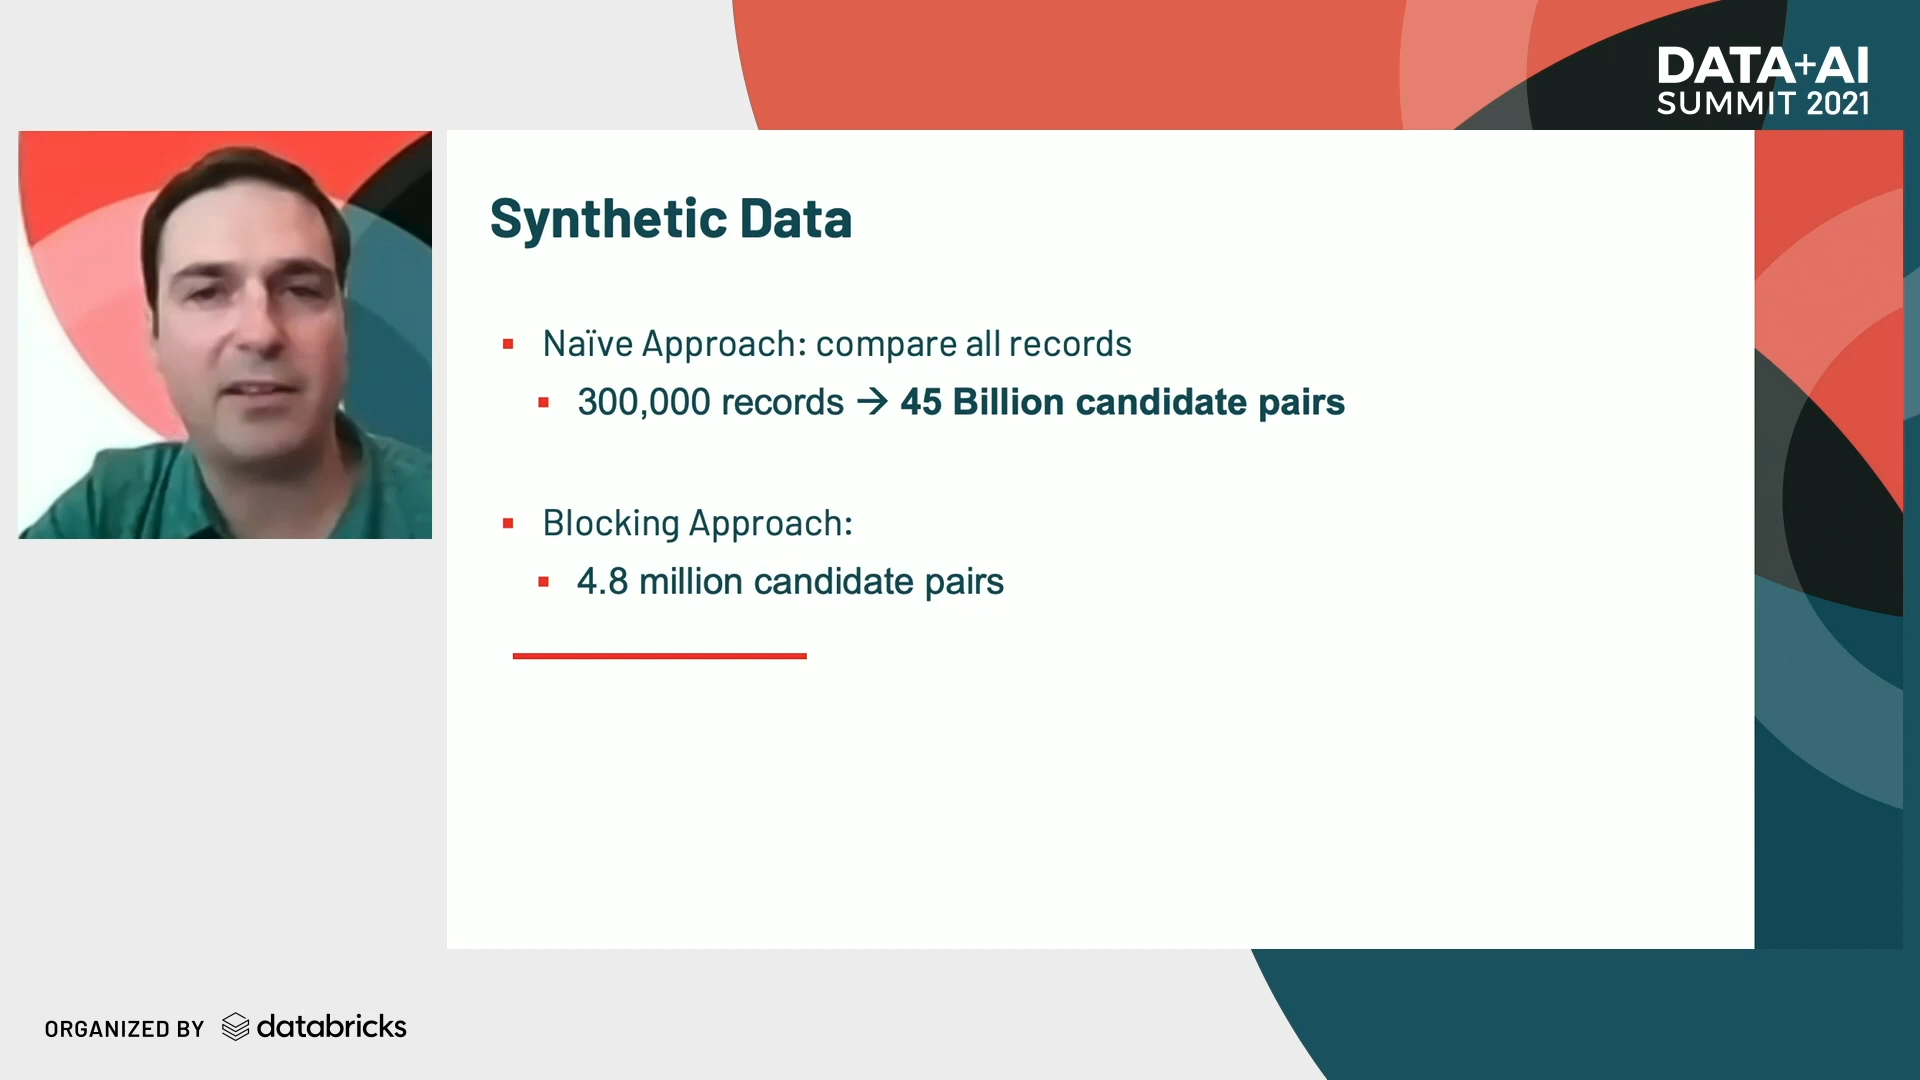 DATA+AI
SUMMIT 2021
Synthetic Data
▪ Naïve Approach: compare all records
▪ 300,000 records → 45 Billion candidate pairs
▪ Blocking Approach:
▪ 4.8 million candidate pairs
ORGANIZED BY databricks